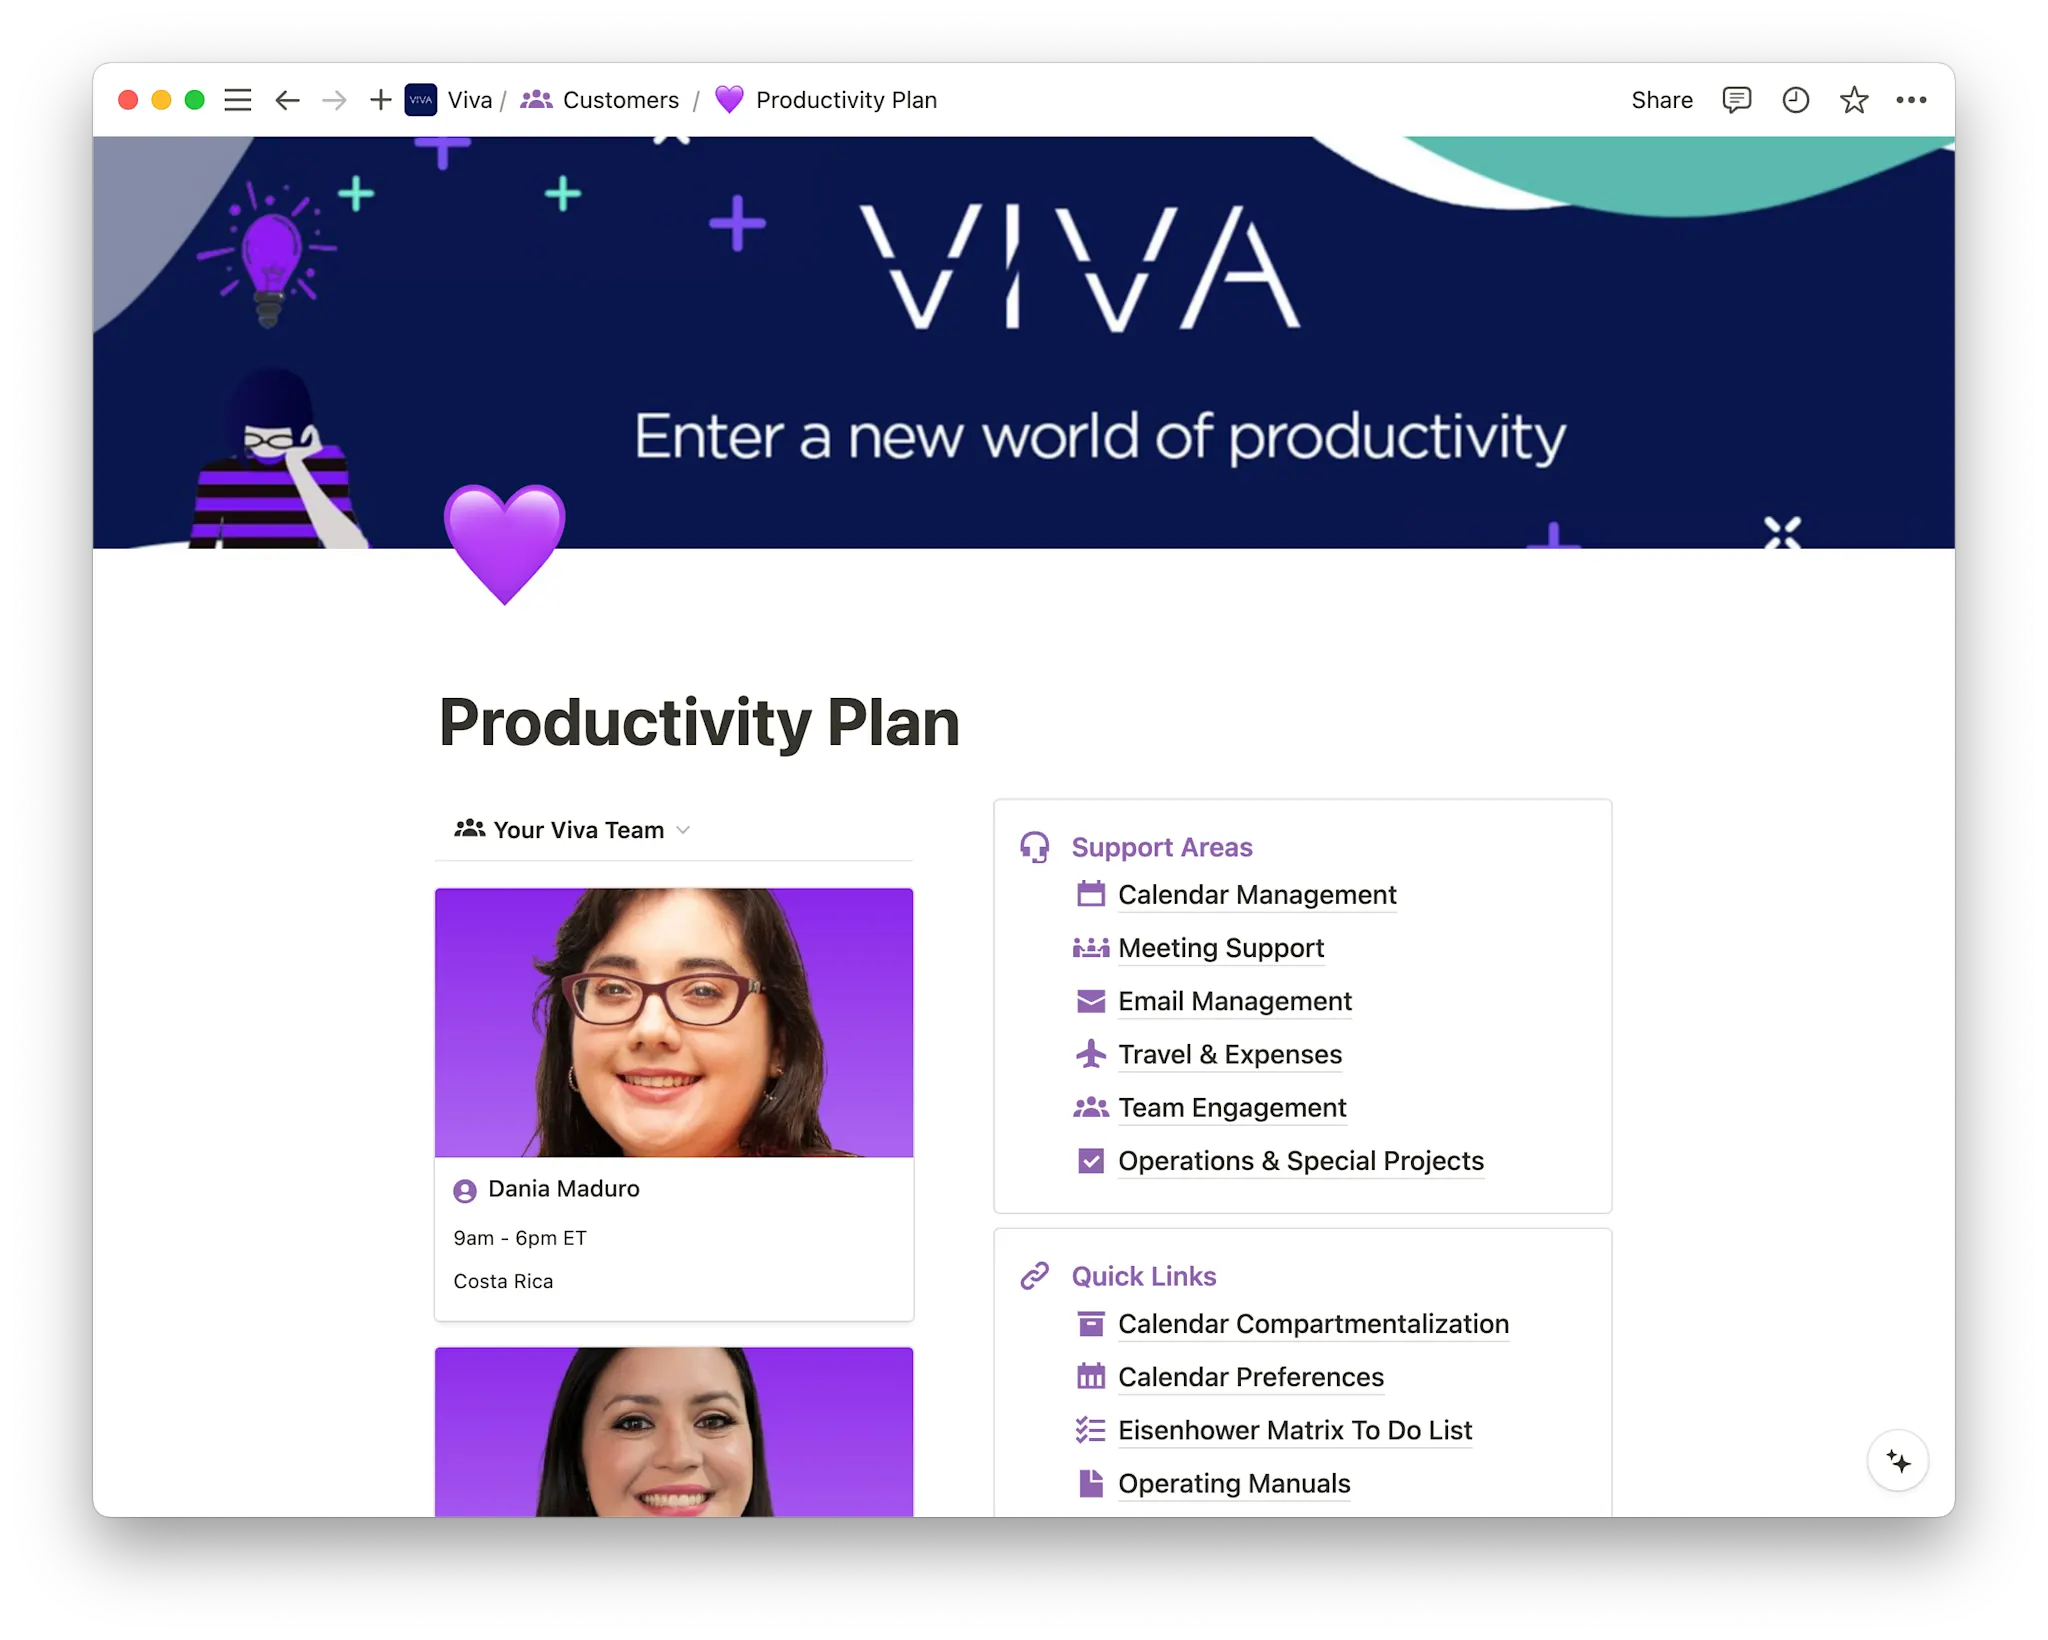 VIVA Viva / Customers / Productivity Plan Share
VIVA
Enter a new world of productivity
Productivity Plan
Your Viva Team
Dania Maduro
9am - 6pm ET
Costa Rica
Support Areas
Calendar Management
Meeting Support
Email Management
Travel & Expenses
Team Engagement
Operations & Special Projects
Quick Links
Calendar Compartmentalization
Calendar Preferences
Eisenhower Matrix To Do List
Operating Manuals